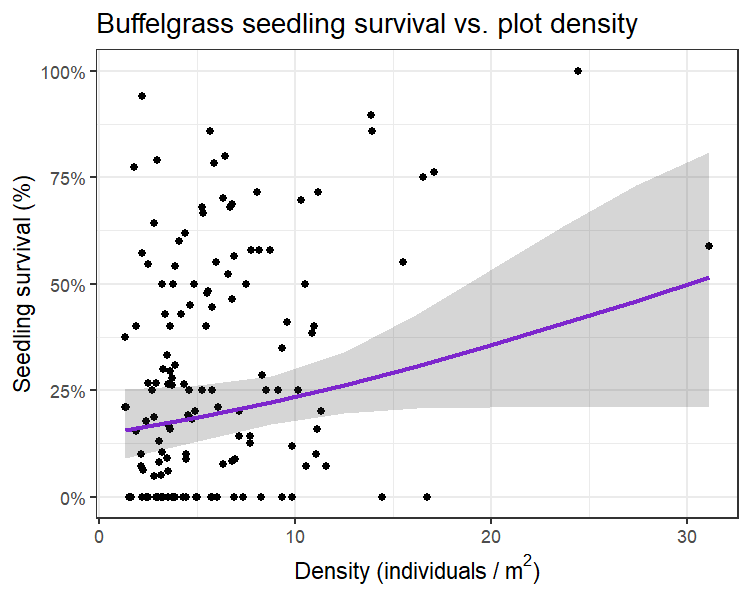 Buffelgrass seedling survival vs. plot density
Seedling survival (%)
100%
75%
50%
25%
0%
0 10 20 30
Density (individuals / m²)